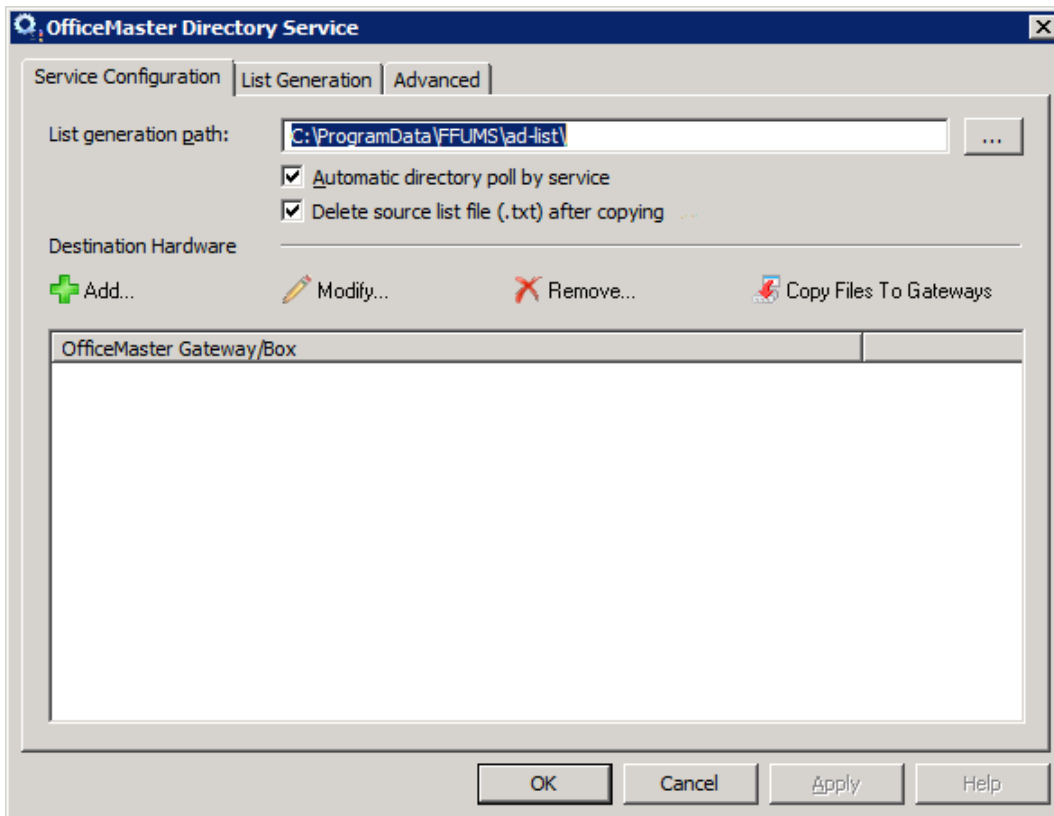 OfficeMaster Directory Service
Service Configuration List Generation Advanced
List generation path: C:\ProgramData\FFUMS\ad-list\ ...
Automatic directory poll by service
Delete source list file (.txt) after copying
Destination Hardware
Add... Modify... Remove... Copy Files To Gateways
OfficeMaster Gateway/Box
OK Cancel Apply Help